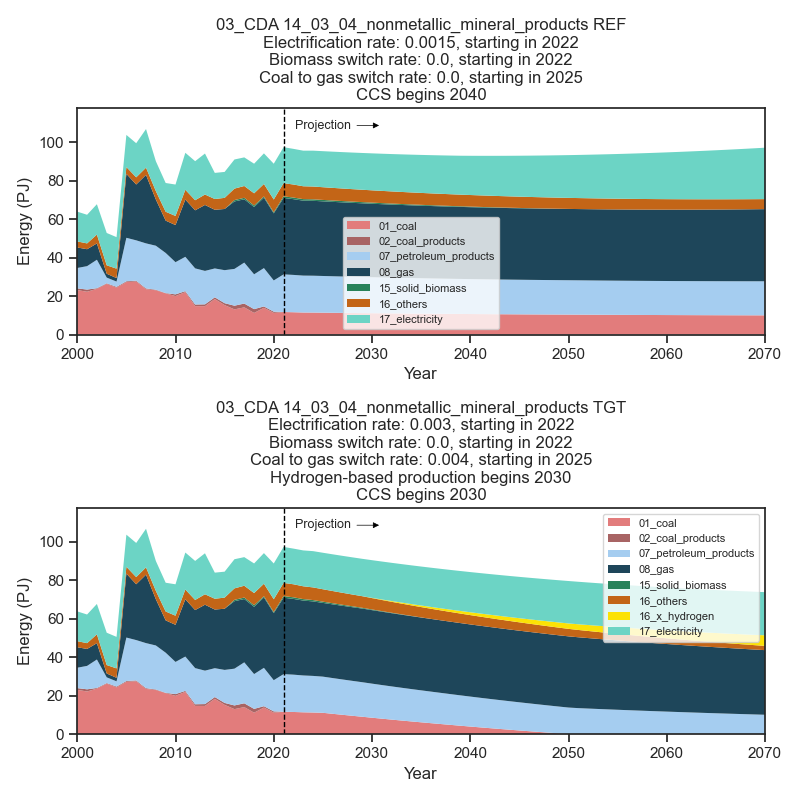 03_CDA 14_03_04_nonmetallic_mineral_products REF
Electrification rate: 0.0015, starting in 2022
Biomass switch rate: 0.0, starting in 2022
Coal to gas switch rate: 0.0, starting in 2025
CCS begins 2040
Projection
Energy (PJ)
100
80
60
40
20
0
01_coal
02_coal_products
07_petroleum_products
08_gas
15_solid_biomass
16_others
17_electricity
2000 2010 2020 2030 2040 2050 2060 2070
Year
03_CDA 14_03_04_nonmetallic_mineral_products TGT
Electrification rate: 0.003, starting in 2022
Biomass switch rate: 0.0, starting in 2022
Coal to gas switch rate: 0.004, starting in 2025
Hydrogen-based production begins 2030
CCS begins 2030
Projection
Energy (PJ)
100
80
60
40
20
0
01_coal
02_coal_products
07_petroleum_products
08_gas
15_solid_biomass
16_others
16_x_hydrogen
17_electricity
2000 2010 2020 2030 2040 2050 2060 2070
Year